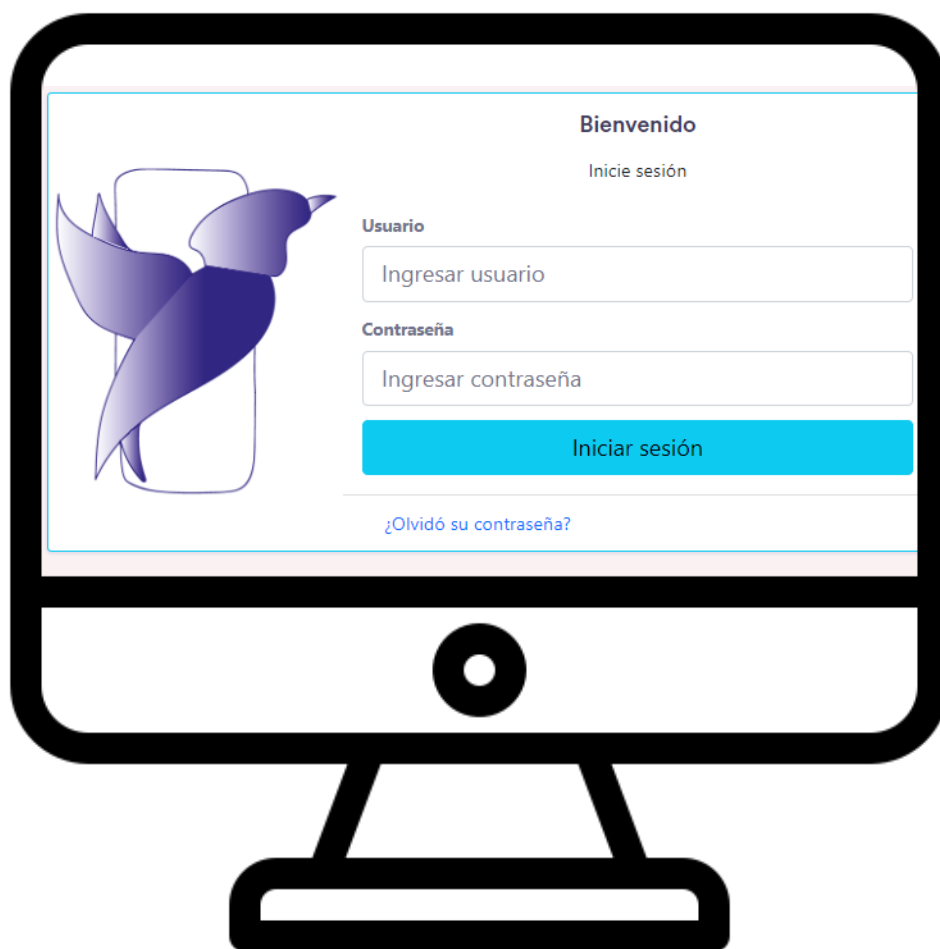 Bienvenido
Inicie sesión
Usuario
Ingresar usuario
Contraseña
Ingresar contraseña
Iniciar sesión
¿Olvidó su contraseña?